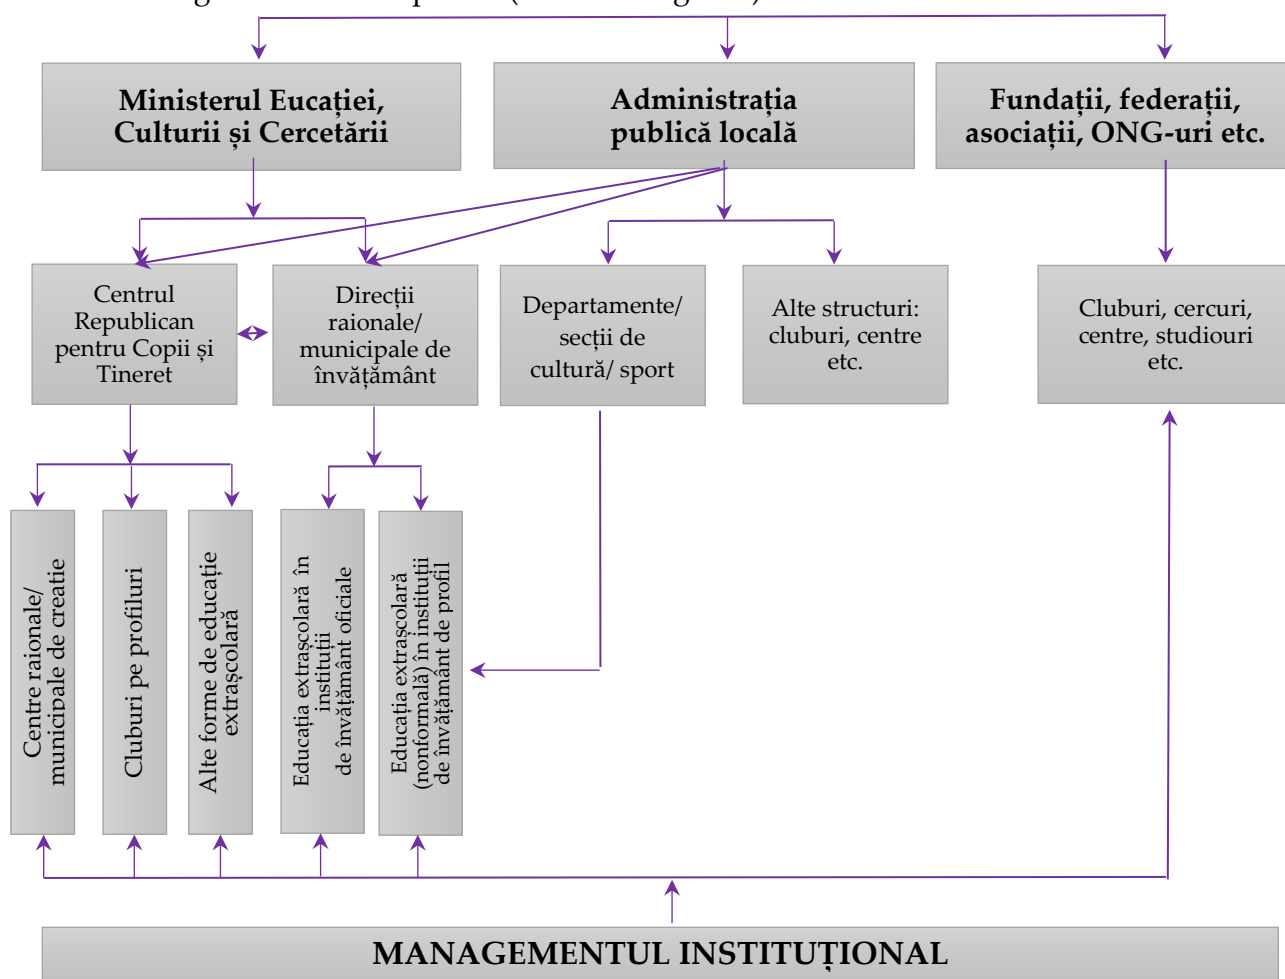 Ministerul Eucației,
Culturii și Cercetării
Administrația
publică locală
Fundații, federații,
asociații, ONG-uri etc.
Centrul
Republican
pentru Copii și
Tineret
Direcții
raionale/
municipale de
învățământ
Departamente/
secții de
cultură/ sport
Alte structuri:
cluburi, centre
etc.
Cluburi, cercuri,
centre, studiouri
etc.
Centre raionale/
municipale de creatie
Cluburi pe profiluri
Alte forme de educație
extrașcolară
Educația extrașcolară în
instituții
de învățământ oficiale
Educația extrașcolară
(nonformală) în instituții
de învățământ de profil
MANAGEMENTUL INSTITUȚIONAL